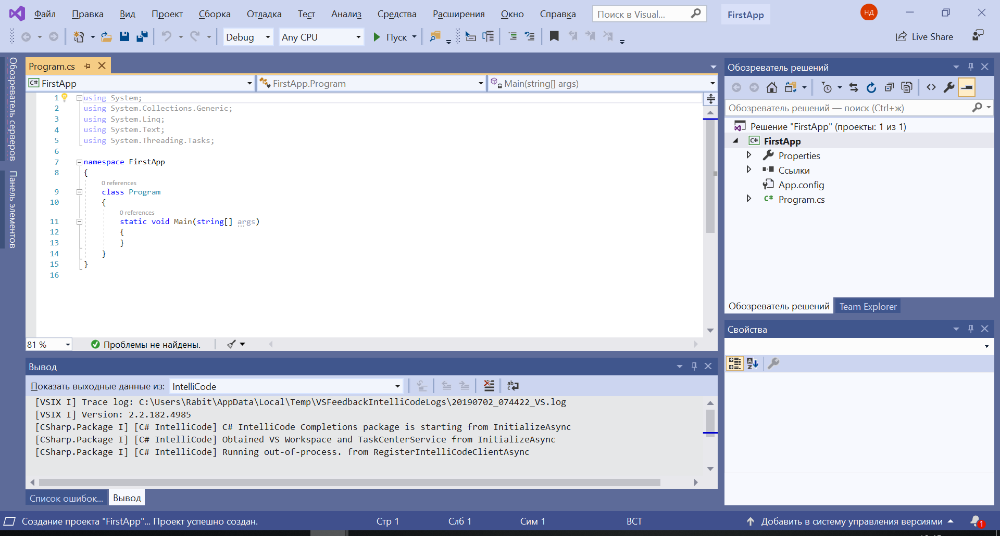 Файл Правка Вид Проект Сборка Отладка Тест Анализ Средства Расширения Окно Справка Поиск в Visual... FirstApp НД
Debug Any CPU Пуск Live Share
Обозреватель серверов
Панель элементов
Program.cs
FirstApp FirstApp.Program Main(string[] args)
1 using System;
2 using System.Collections.Generic;
3 using System.Linq;
4 using System.Text;
5 using System.Threading.Tasks;
6
7 namespace FirstApp
8 {
0 references
9 class Program
10 {
0 references
11 static void Main(string[] args)
12 {
13 }
14 }
15 }
16
81 % Проблемы не найдены.
Вывод
Показать выходные данные из: IntelliCode
[VSIX I] Trace log: C:\Users\Rabit\AppData\Local\Temp\VSFeedbackIntelliCodeLogs\20190702_074422_VS.log
[VSIX I] Version: 2.2.182.4985
[CSharp.Package I] [C# IntelliCode] C# IntelliCode Completions package is starting from InitializeAsync
[CSharp.Package I] [C# IntelliCode] Obtained VS Workspace and TaskCenterService from InitializeAsync
[CSharp.Package I] [C# IntelliCode] Running out-of-process. from RegisterIntelliCodeClientAsync
Список ошибок... Вывод
Обозреватель решений
Обозреватель решений — поиск (Ctrl+ж)
Решение "FirstApp" (проекты: 1 из 1)
C# FirstApp
Properties
Ссылки
App.config
C# Program.cs
Обозреватель решений Team Explorer
Свойства
Создание проекта "FirstApp"... Проект успешно создан. Стр 1 Слб 1 Сим 1 ВСТ Добавить в систему управления версиями 1